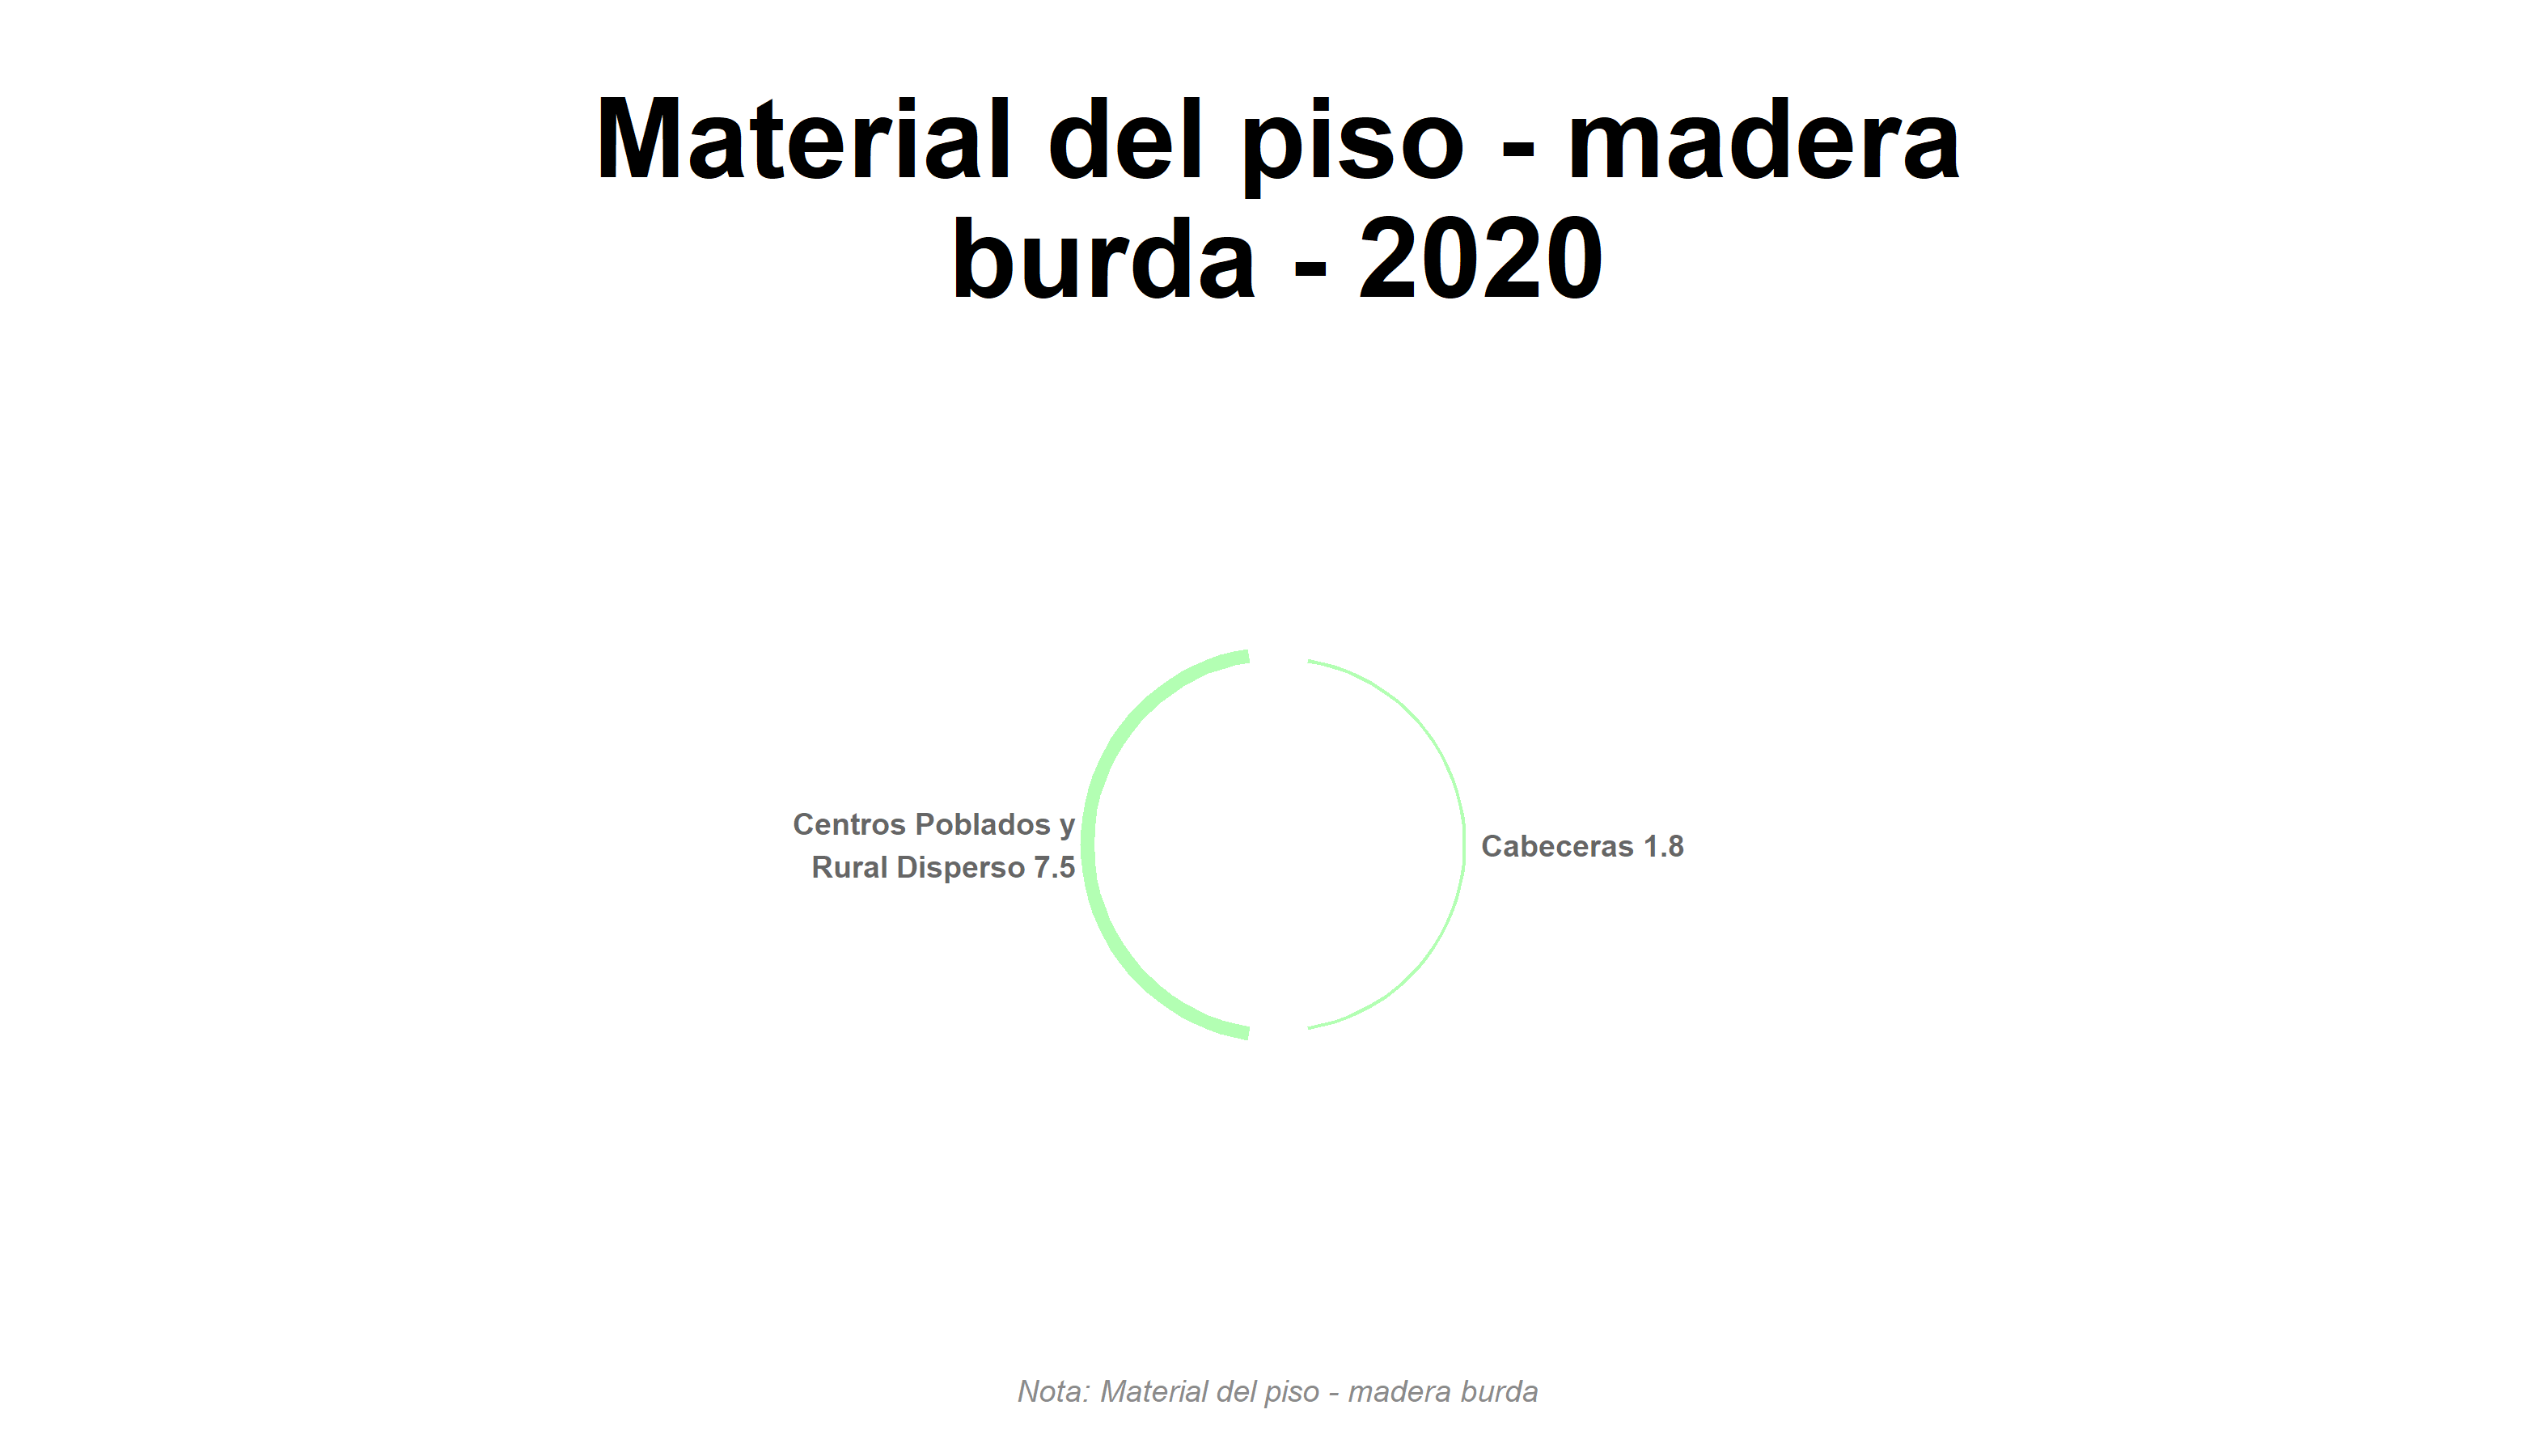 Material del piso - madera
burda - 2020
Centros Poblados y
Rural Disperso 7.5
Cabeceras 1.8
Nota: Material del piso - madera burda